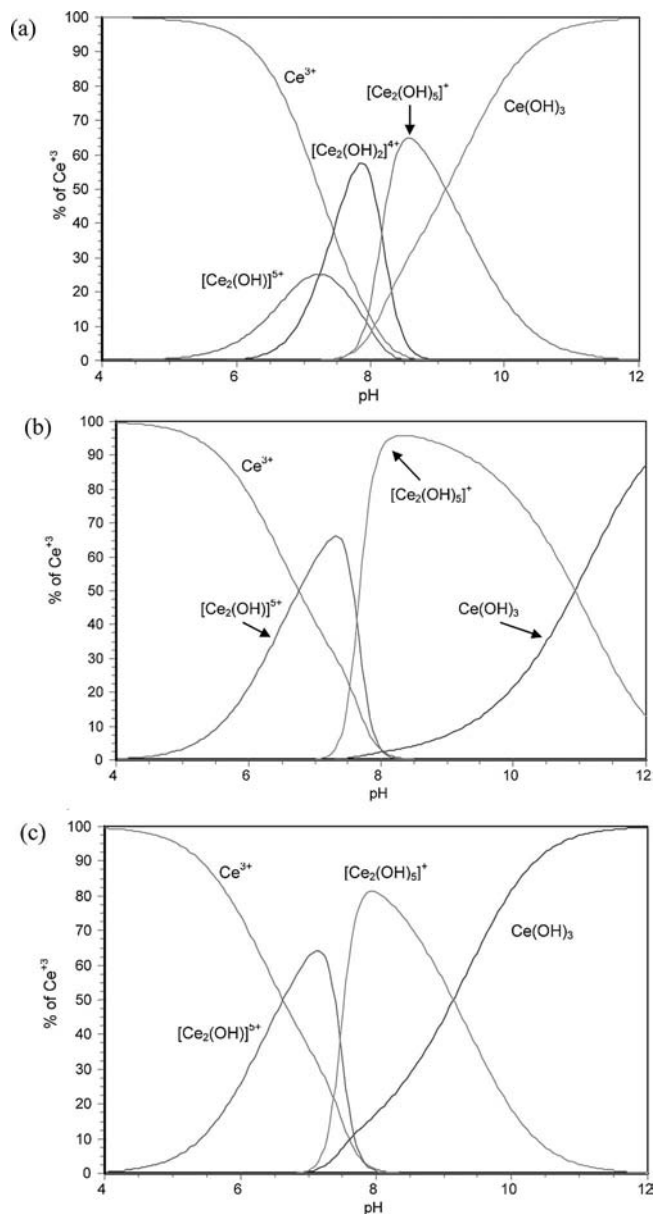 (a)
100
90
80
70
60
50
40
30
20
10
0
% of Ce⁺³
Ce³⁺
[Ce₂(OH)₅]⁺
Ce(OH)₃
[Ce₂(OH)₂]⁴⁺
[Ce₂(OH)]⁵⁺
4 6 8 10 12
pH
(b)
100
90
80
70
60
50
40
30
20
10
0
% of Ce⁺³
Ce³⁺
[Ce₂(OH)₅]⁺
[Ce₂(OH)]⁵⁺
Ce(OH)₃
4 6 8 10 12
pH
(c)
100
90
80
70
60
50
40
30
20
10
0
% of Ce⁺³
Ce³⁺
[Ce₂(OH)₅]⁺
Ce(OH)₃
[Ce₂(OH)]⁵⁺
4 6 8 10 12
pH